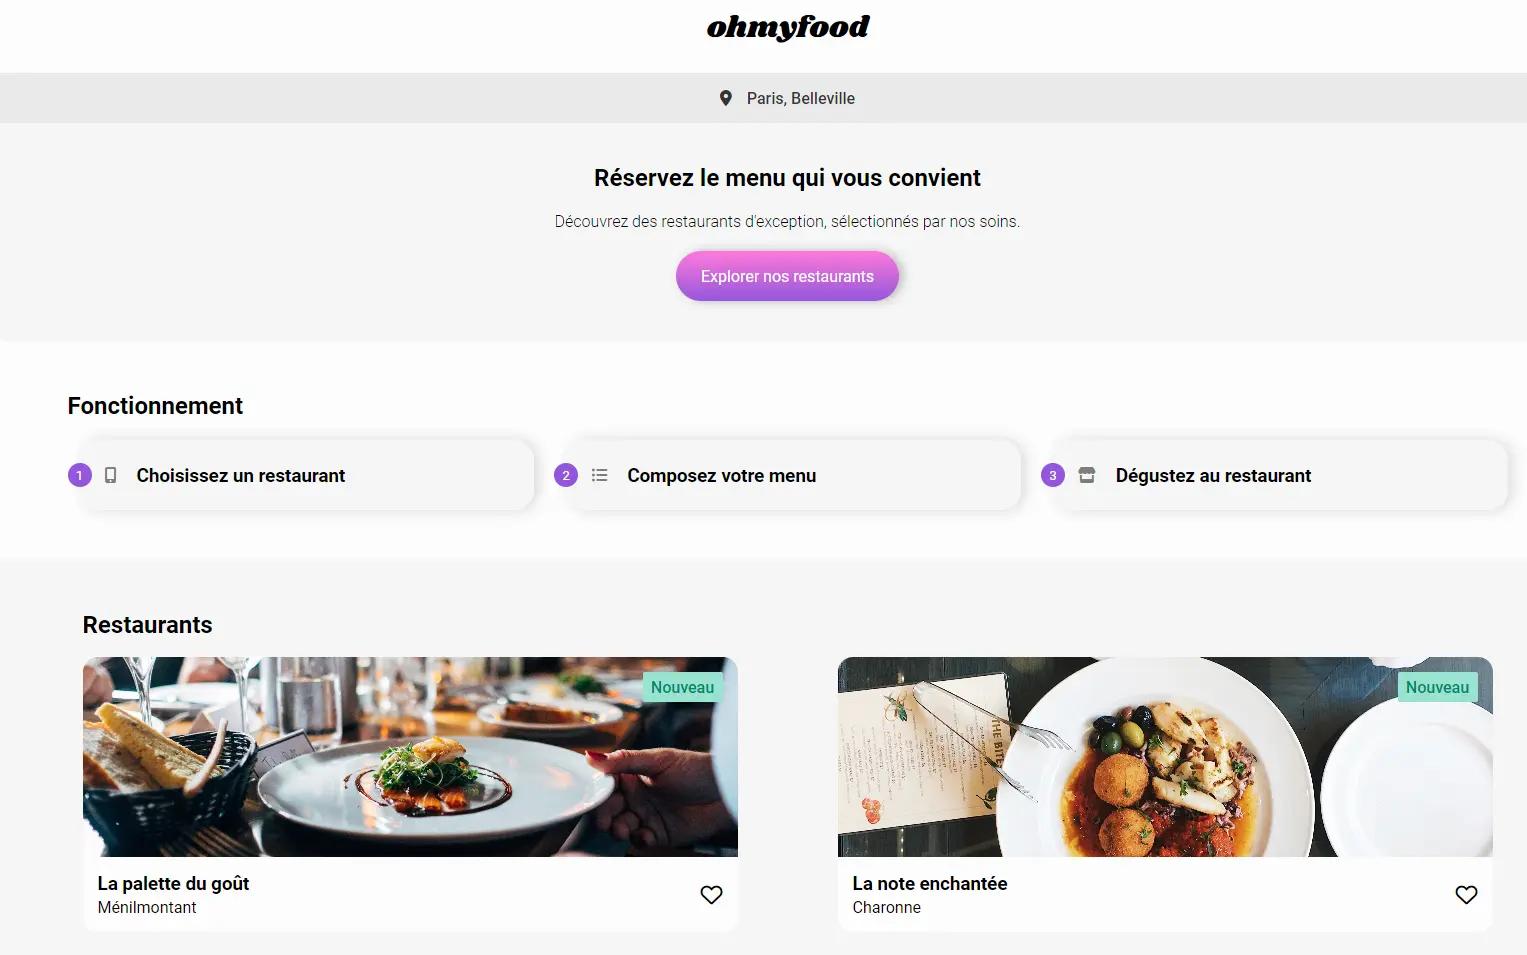 ohmyfood
Paris, Belleville
Réservez le menu qui vous convient
Découvrez des restaurants d'exception, sélectionnés par nos soins.
Explorer nos restaurants
Fonctionnement
1 Choisissez un restaurant
2 Composez votre menu
3 Dégustez au restaurant
Restaurants
Nouveau
La palette du goût
Ménilmontant
Nouveau
La note enchantée
Charonne